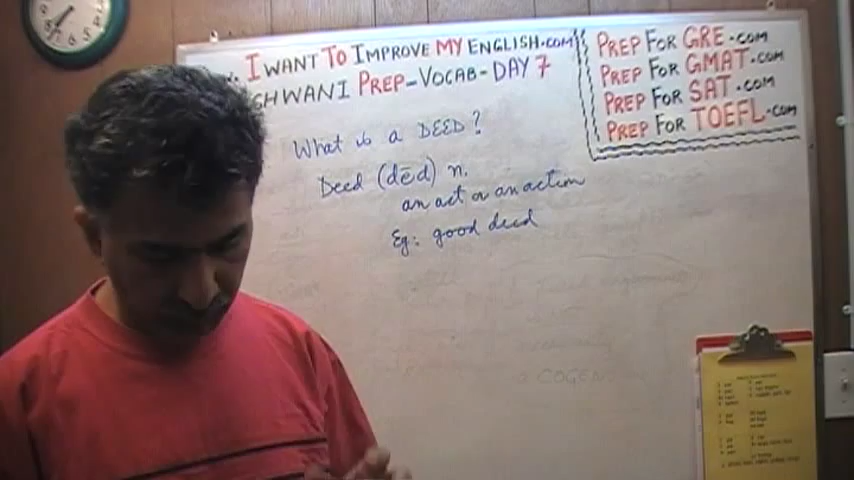 I WANT TO IMPROVE MY ENGLISH.COM
CHWANI PREP-VOCAB-DAY 7
PREP FOR GRE.COM
PREP FOR GMAT.COM
PREP FOR SAT.COM
PREP FOR TOEFL.COM
What is a DEED?
Deed (dēd) n.
an act or an action
Eg: good deed